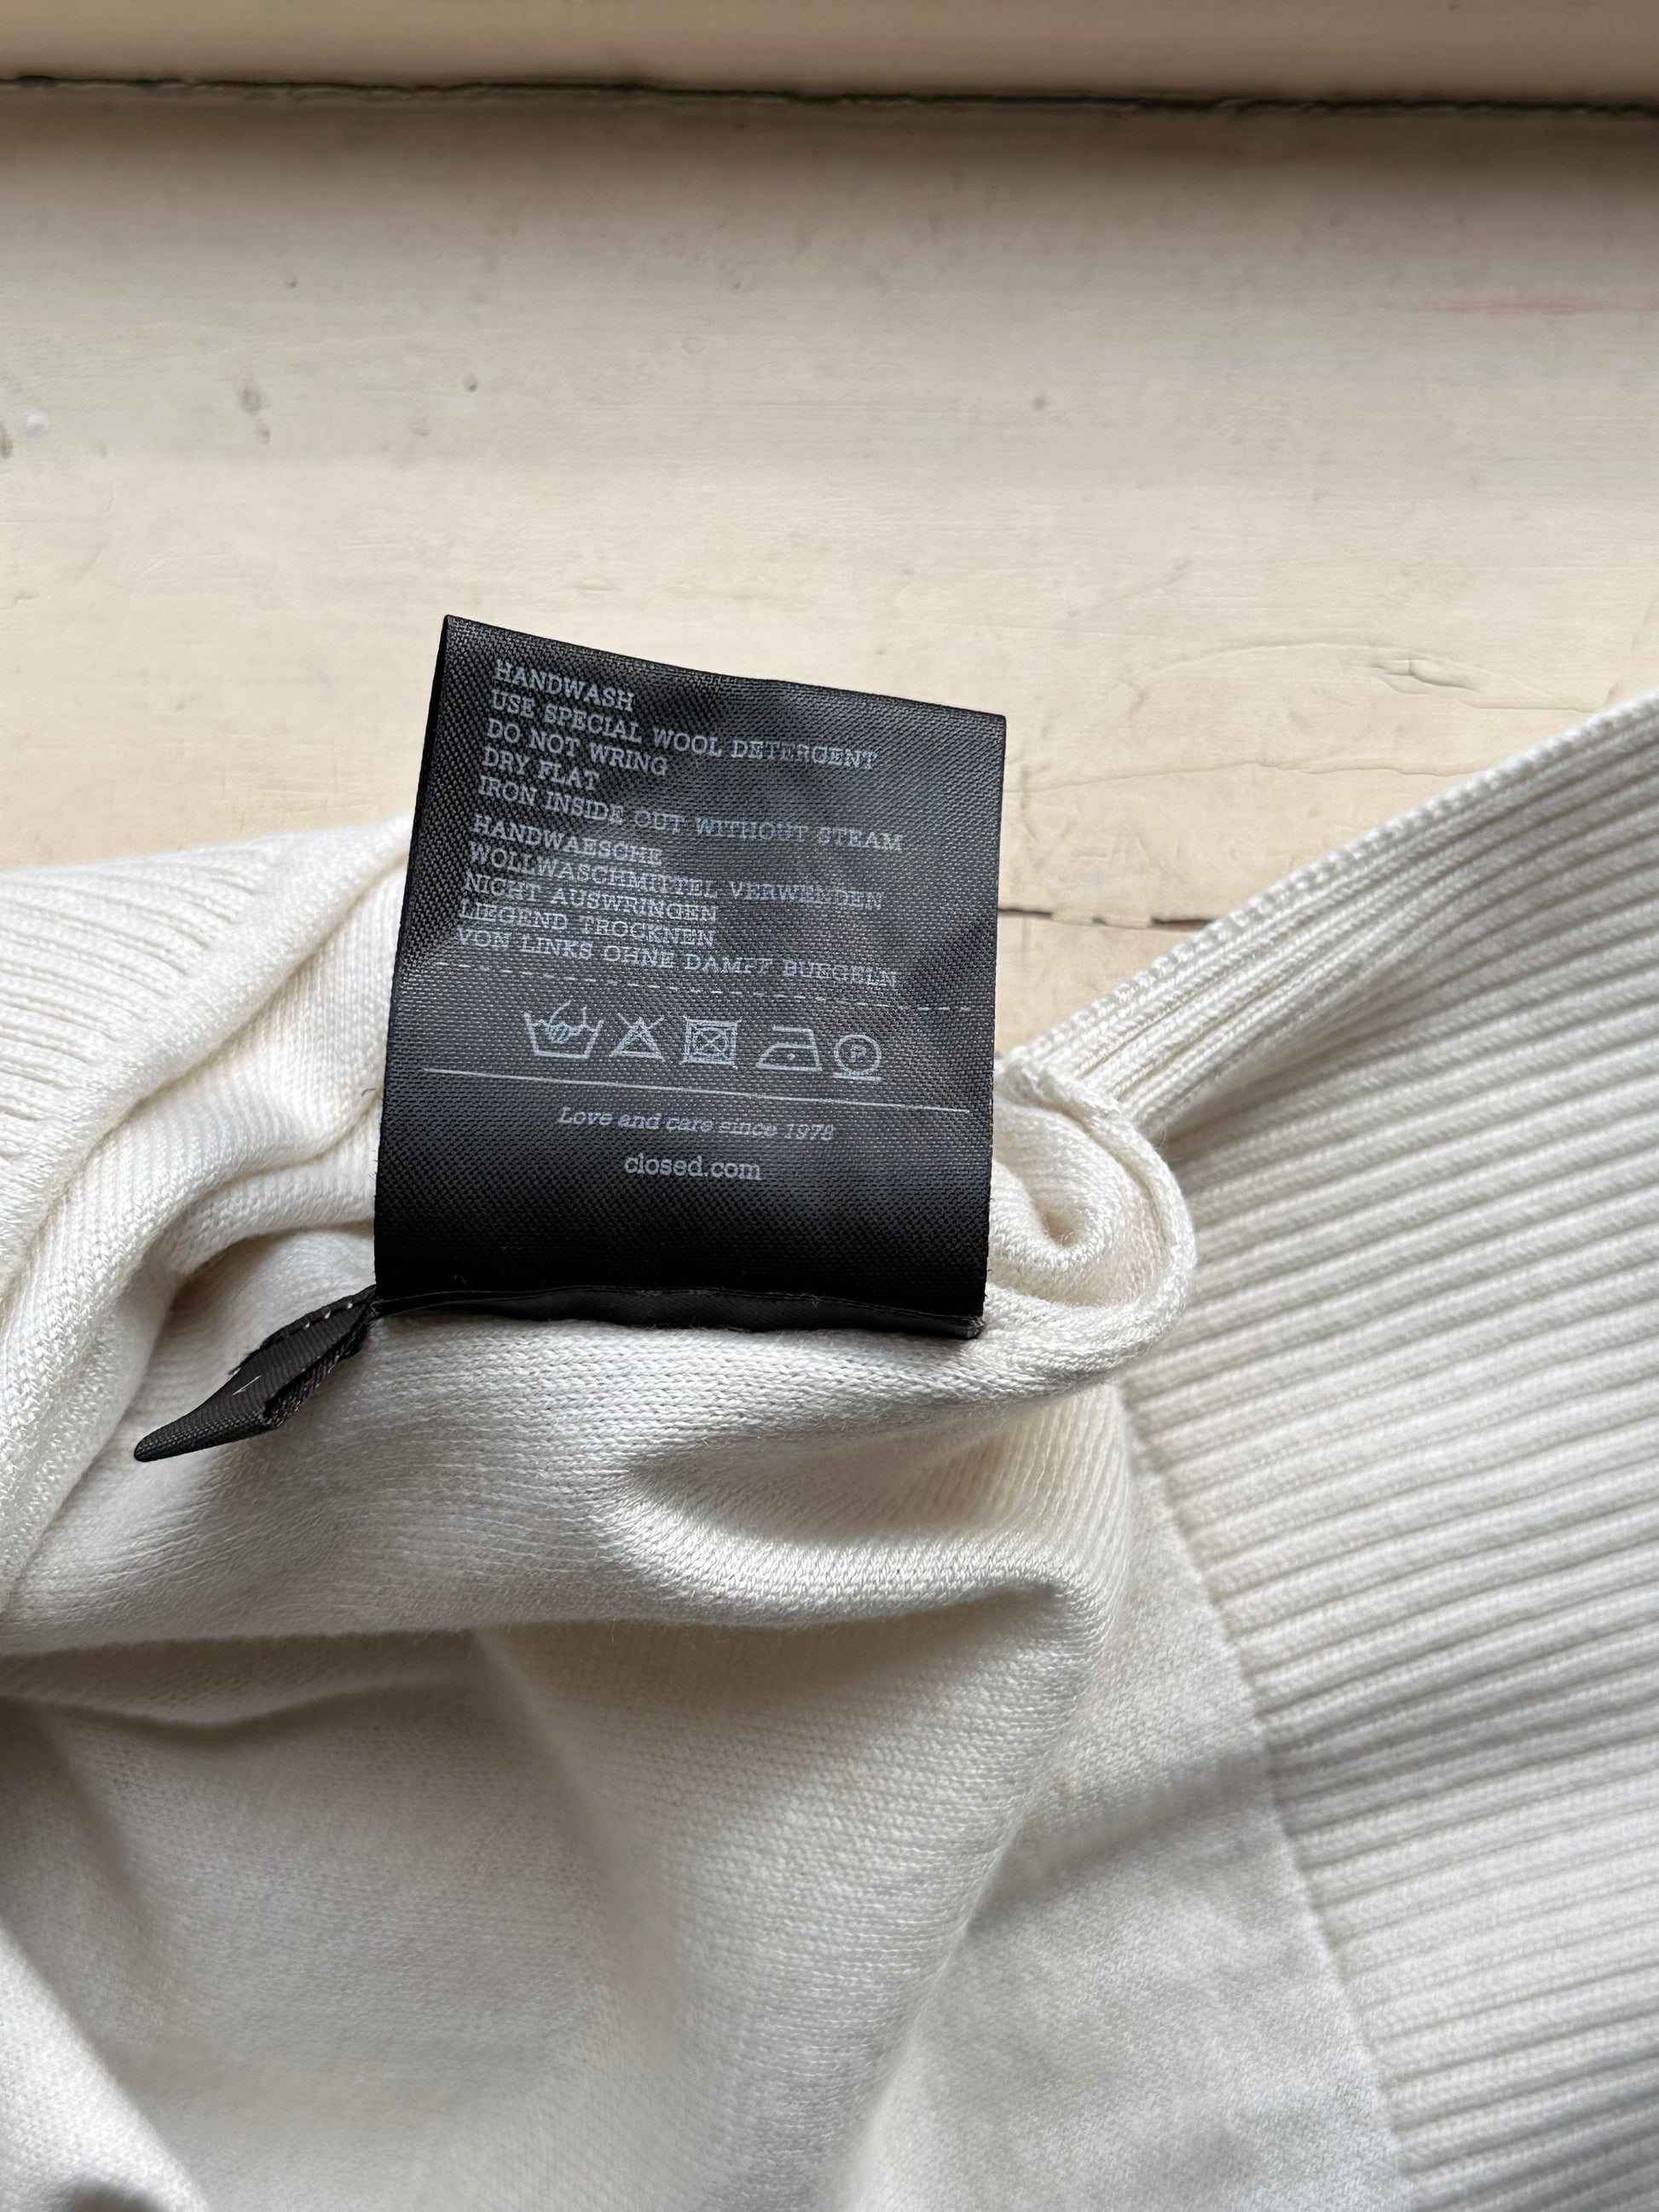 HANDWASH
USE SPECIAL WOOL DETERGENT
DO NOT WRING
DRY FLAT
IRON INSIDE OUT WITHOUT STEAM
HANDWAESCHE
WOLLWASCHMITTEL VERWENDEN
NICHT AUSWRINGEN
LIEGEND TROCKNEN
VON LINKS OHNE DAMPF BUEGELN
P
Love and care since 1978
closed.com